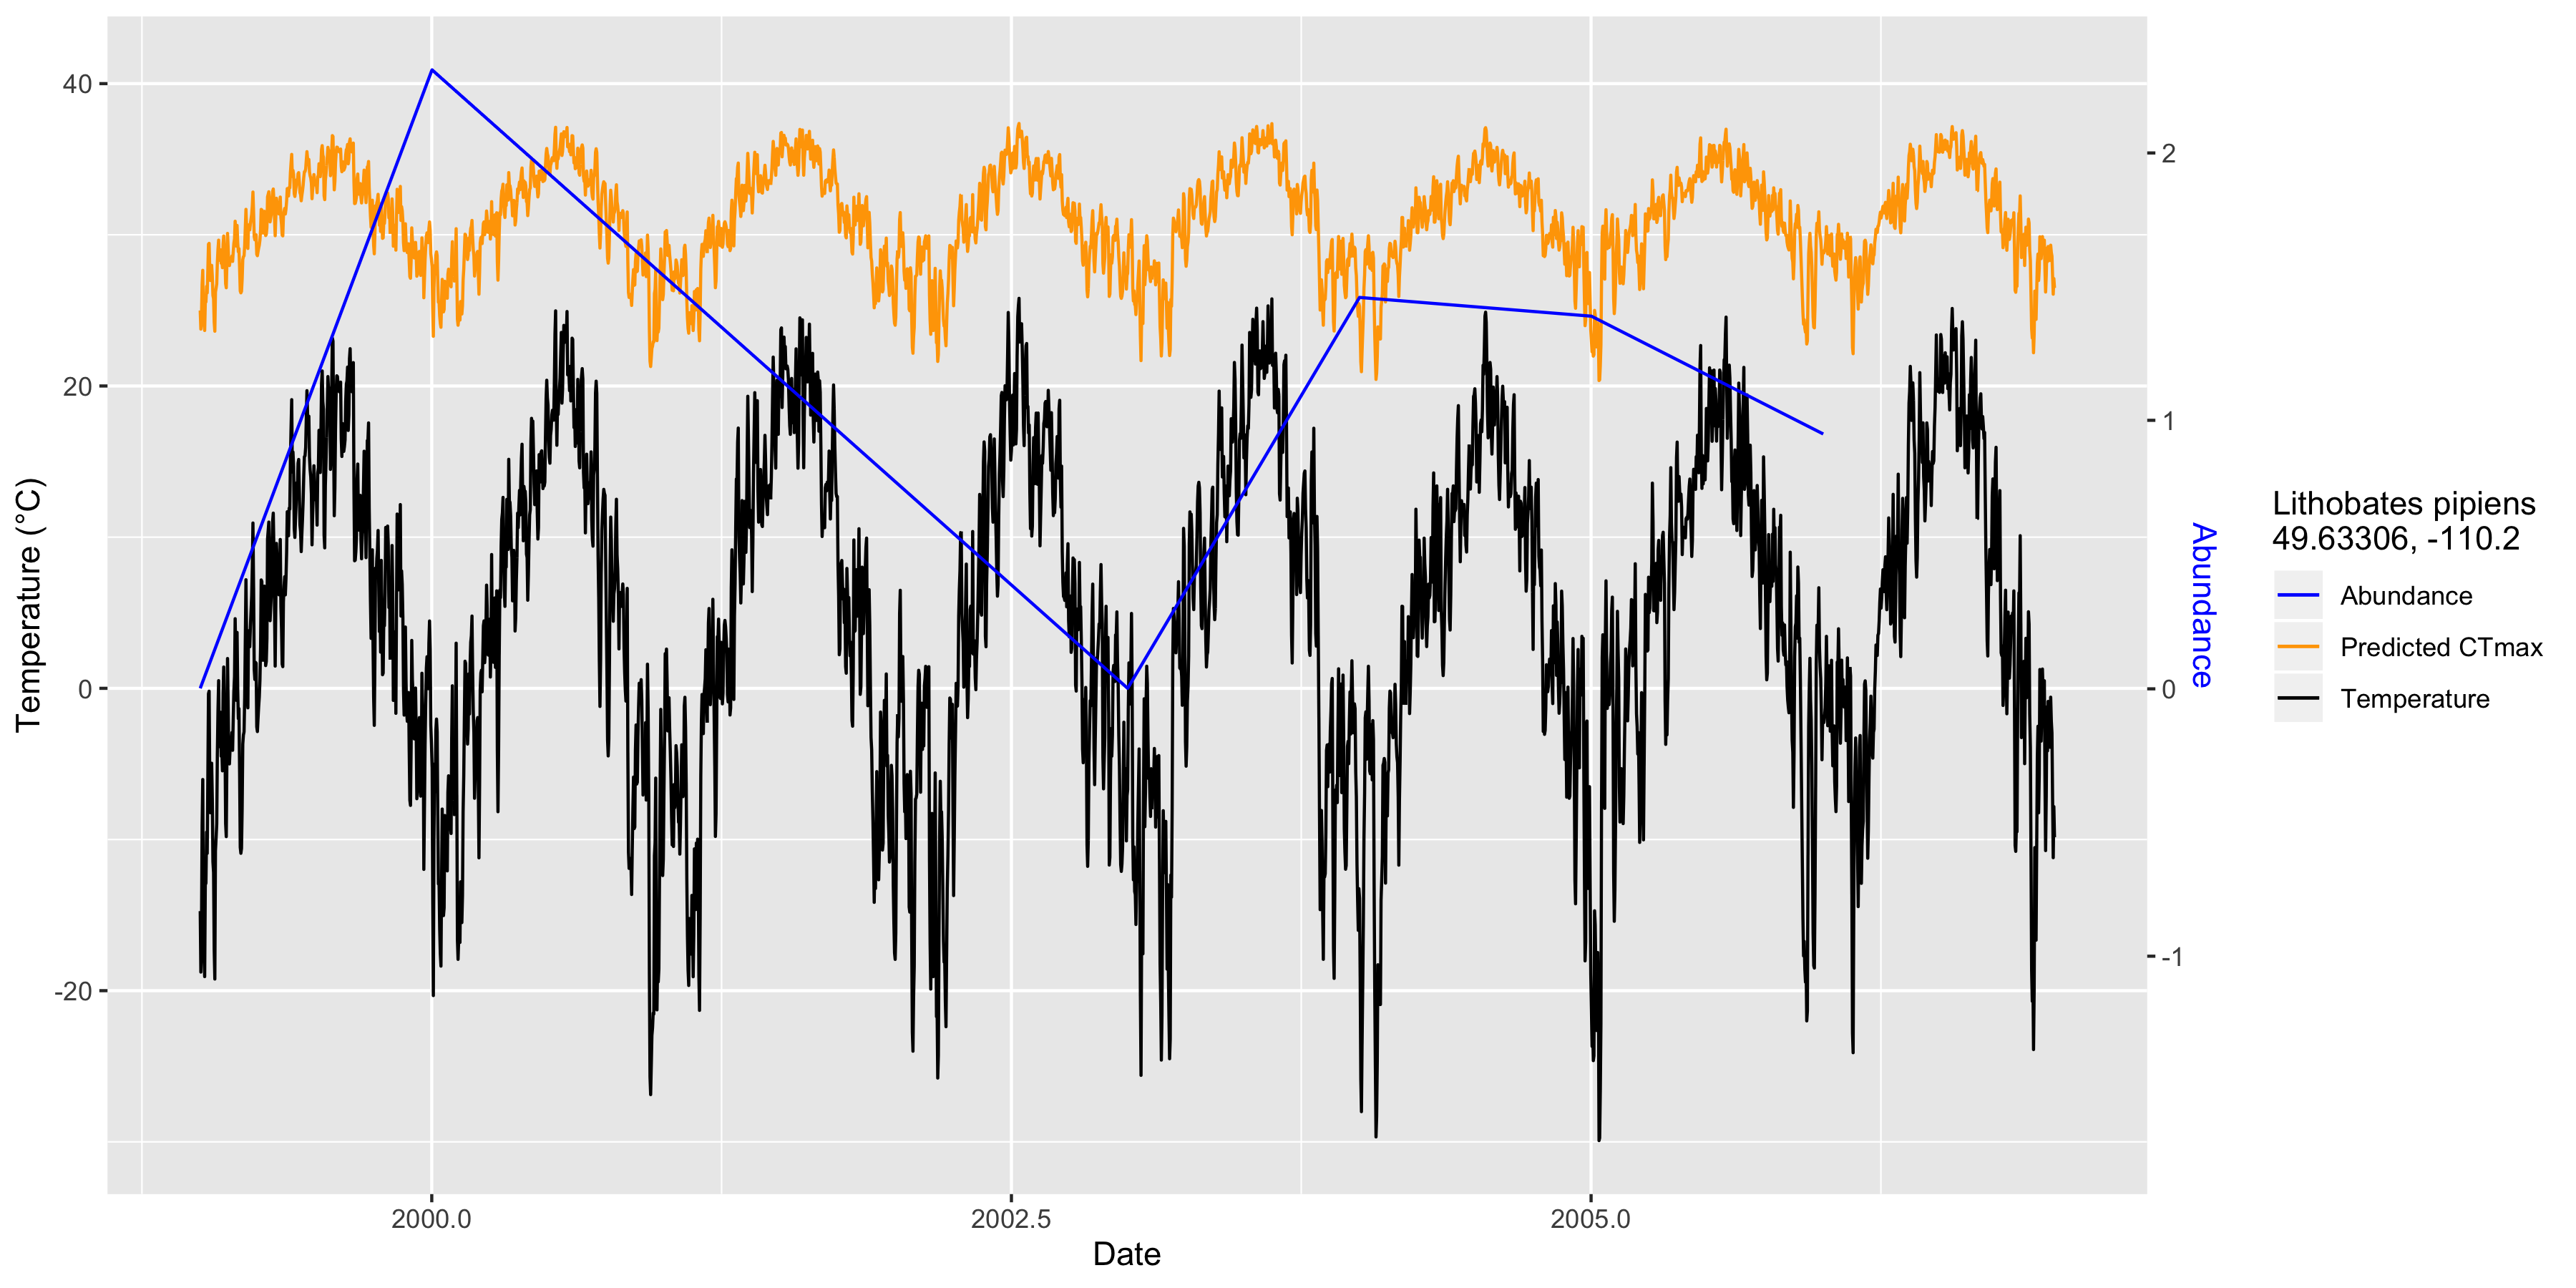 40
20
0
-20
Temperature (°C)
2000.0
2002.5
2005.0
Date
2
1
0
-1
Abundance
Lithobates pipiens
49.63306, -110.2
Abundance
Predicted CTmax
Temperature